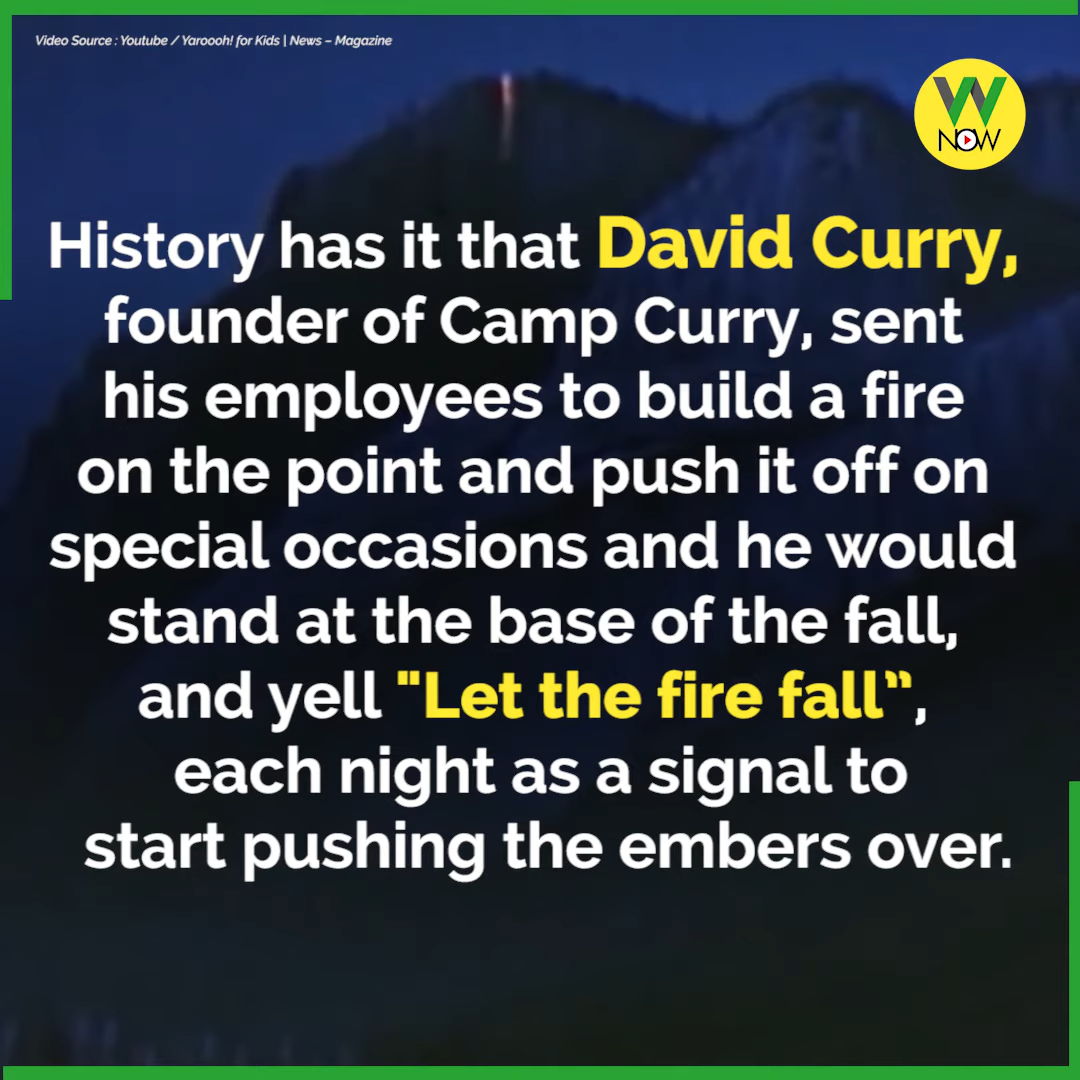 Video Source : Youtube / Yaroooh! for Kids | News – Magazine
W
NOW
History has it that David Curry,
founder of Camp Curry, sent
his employees to build a fire
on the point and push it off on
special occasions and he would
stand at the base of the fall,
and yell "Let the fire fall”,
each night as a signal to
start pushing the embers over.